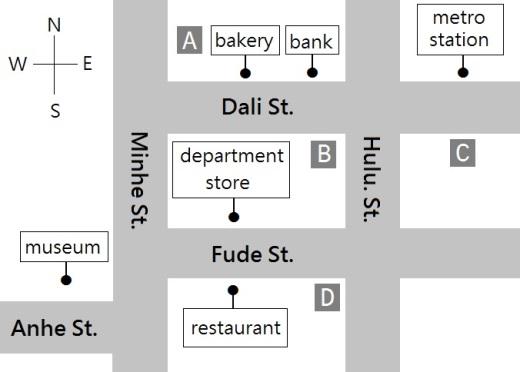 N
W
E
S
A
bakery
bank
metro
station
Dali St.
Minhe St.
department
store
B
Hulu. St.
C
museum
Fude St.
Anhe St.
restaurant
D